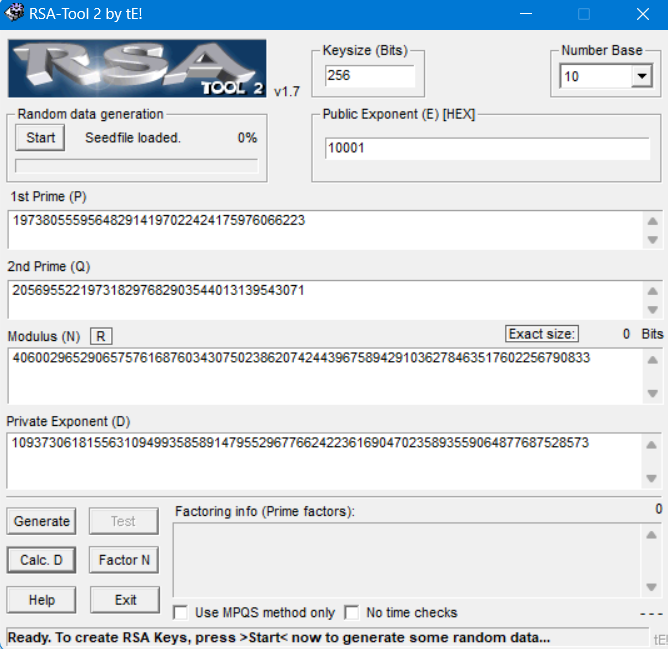 RSA-Tool 2 by tE!
RSA TOOL 2 v1.7
Keysize (Bits)
256
Number Base
10
Random data generation
Start Seedfile loaded. 0%
Public Exponent (E) [HEX]
10001
1st Prime (P)
197380555956482914197022424175976066223
2nd Prime (Q)
205695522197318297682903544013139543071
Modulus (N) R Exact size: 0 Bits
40600296529065757616876034307502386207424439675894291036278463517602256790833
Private Exponent (D)
10937306181556310949935858914795529677662422361690470235893559064877687528573
Generate Test Factoring info (Prime factors): 0
Calc. D Factor N
Help Exit
Use MPQS method only No time checks ---
Ready. To create RSA Keys, press >Start< now to generate some random data... tE!